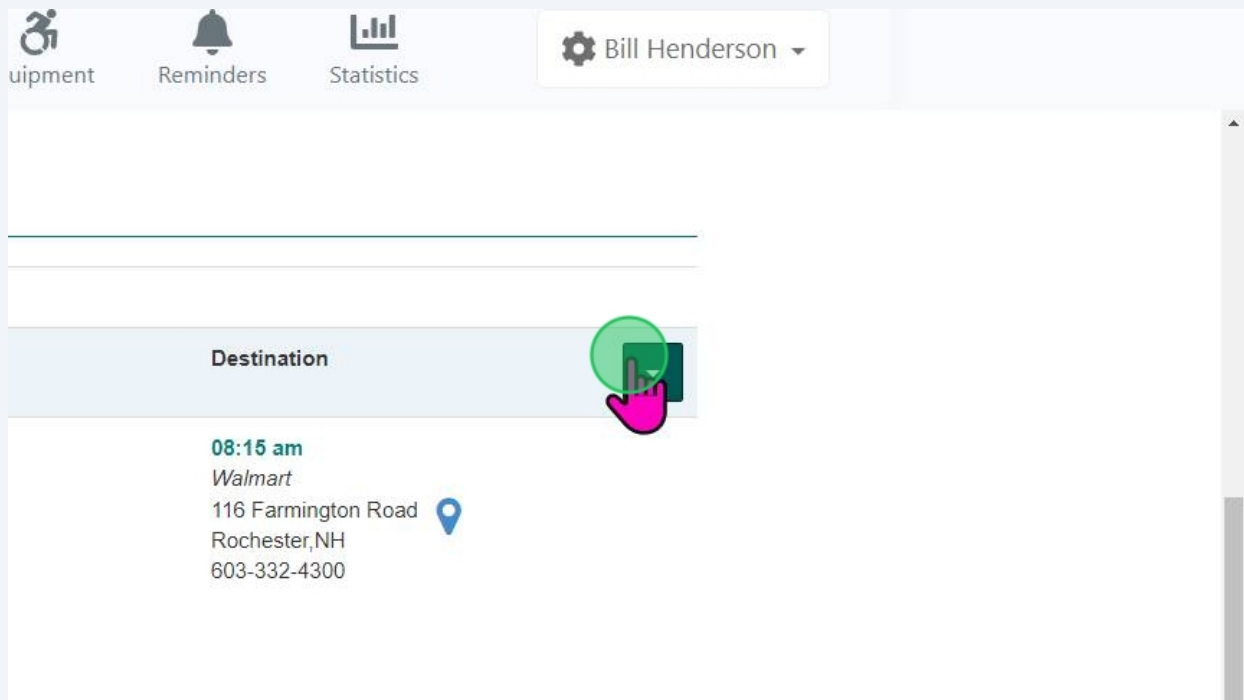 uipment
Reminders
Statistics
Bill Henderson
Destination
08:15 am
Walmart
116 Farmington Road
Rochester,NH
603-332-4300